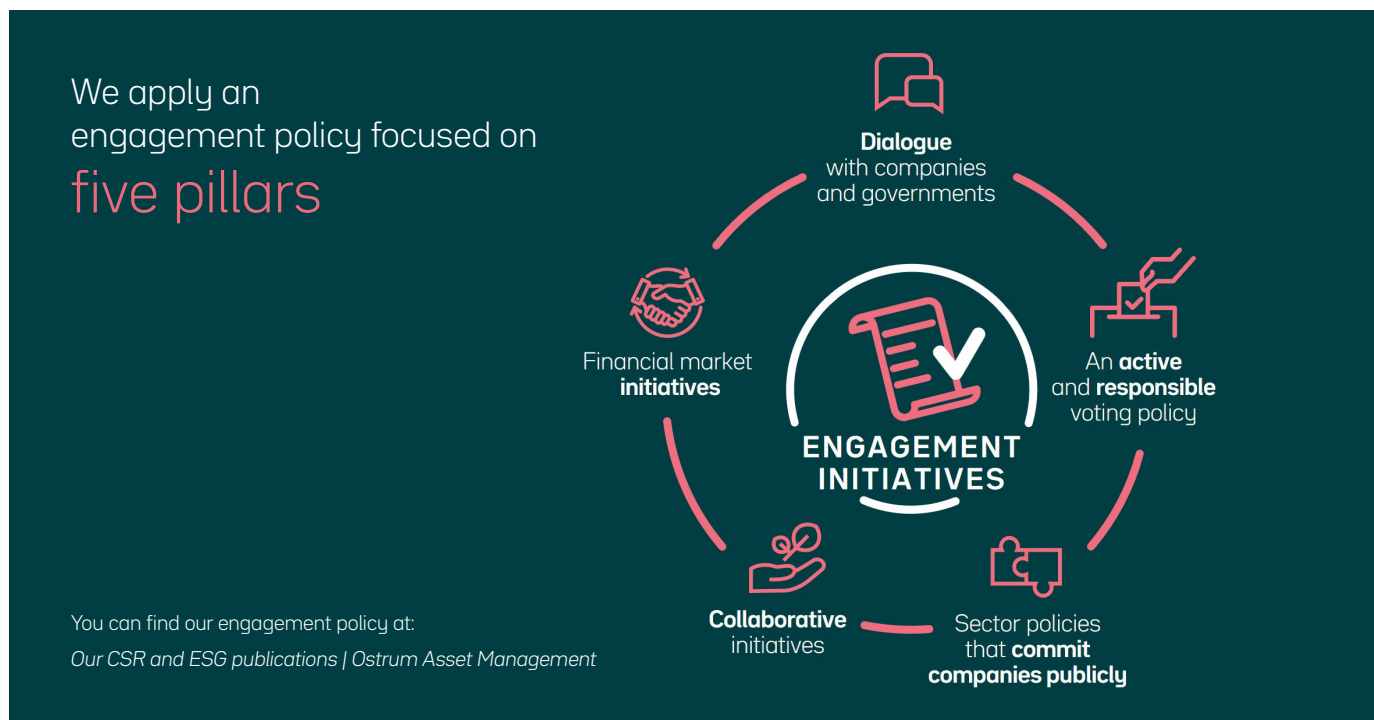 We apply an
engagement policy focused on
five pillars
Dialogue
with companies
and governments
An active
and responsible
voting policy
Sector policies
that commit
companies publicly
Collaborative
initiatives
Financial market
initiatives
ENGAGEMENT
INITIATIVES
You can find our engagement policy at:
Our CSR and ESG publications | Ostrum Asset Management